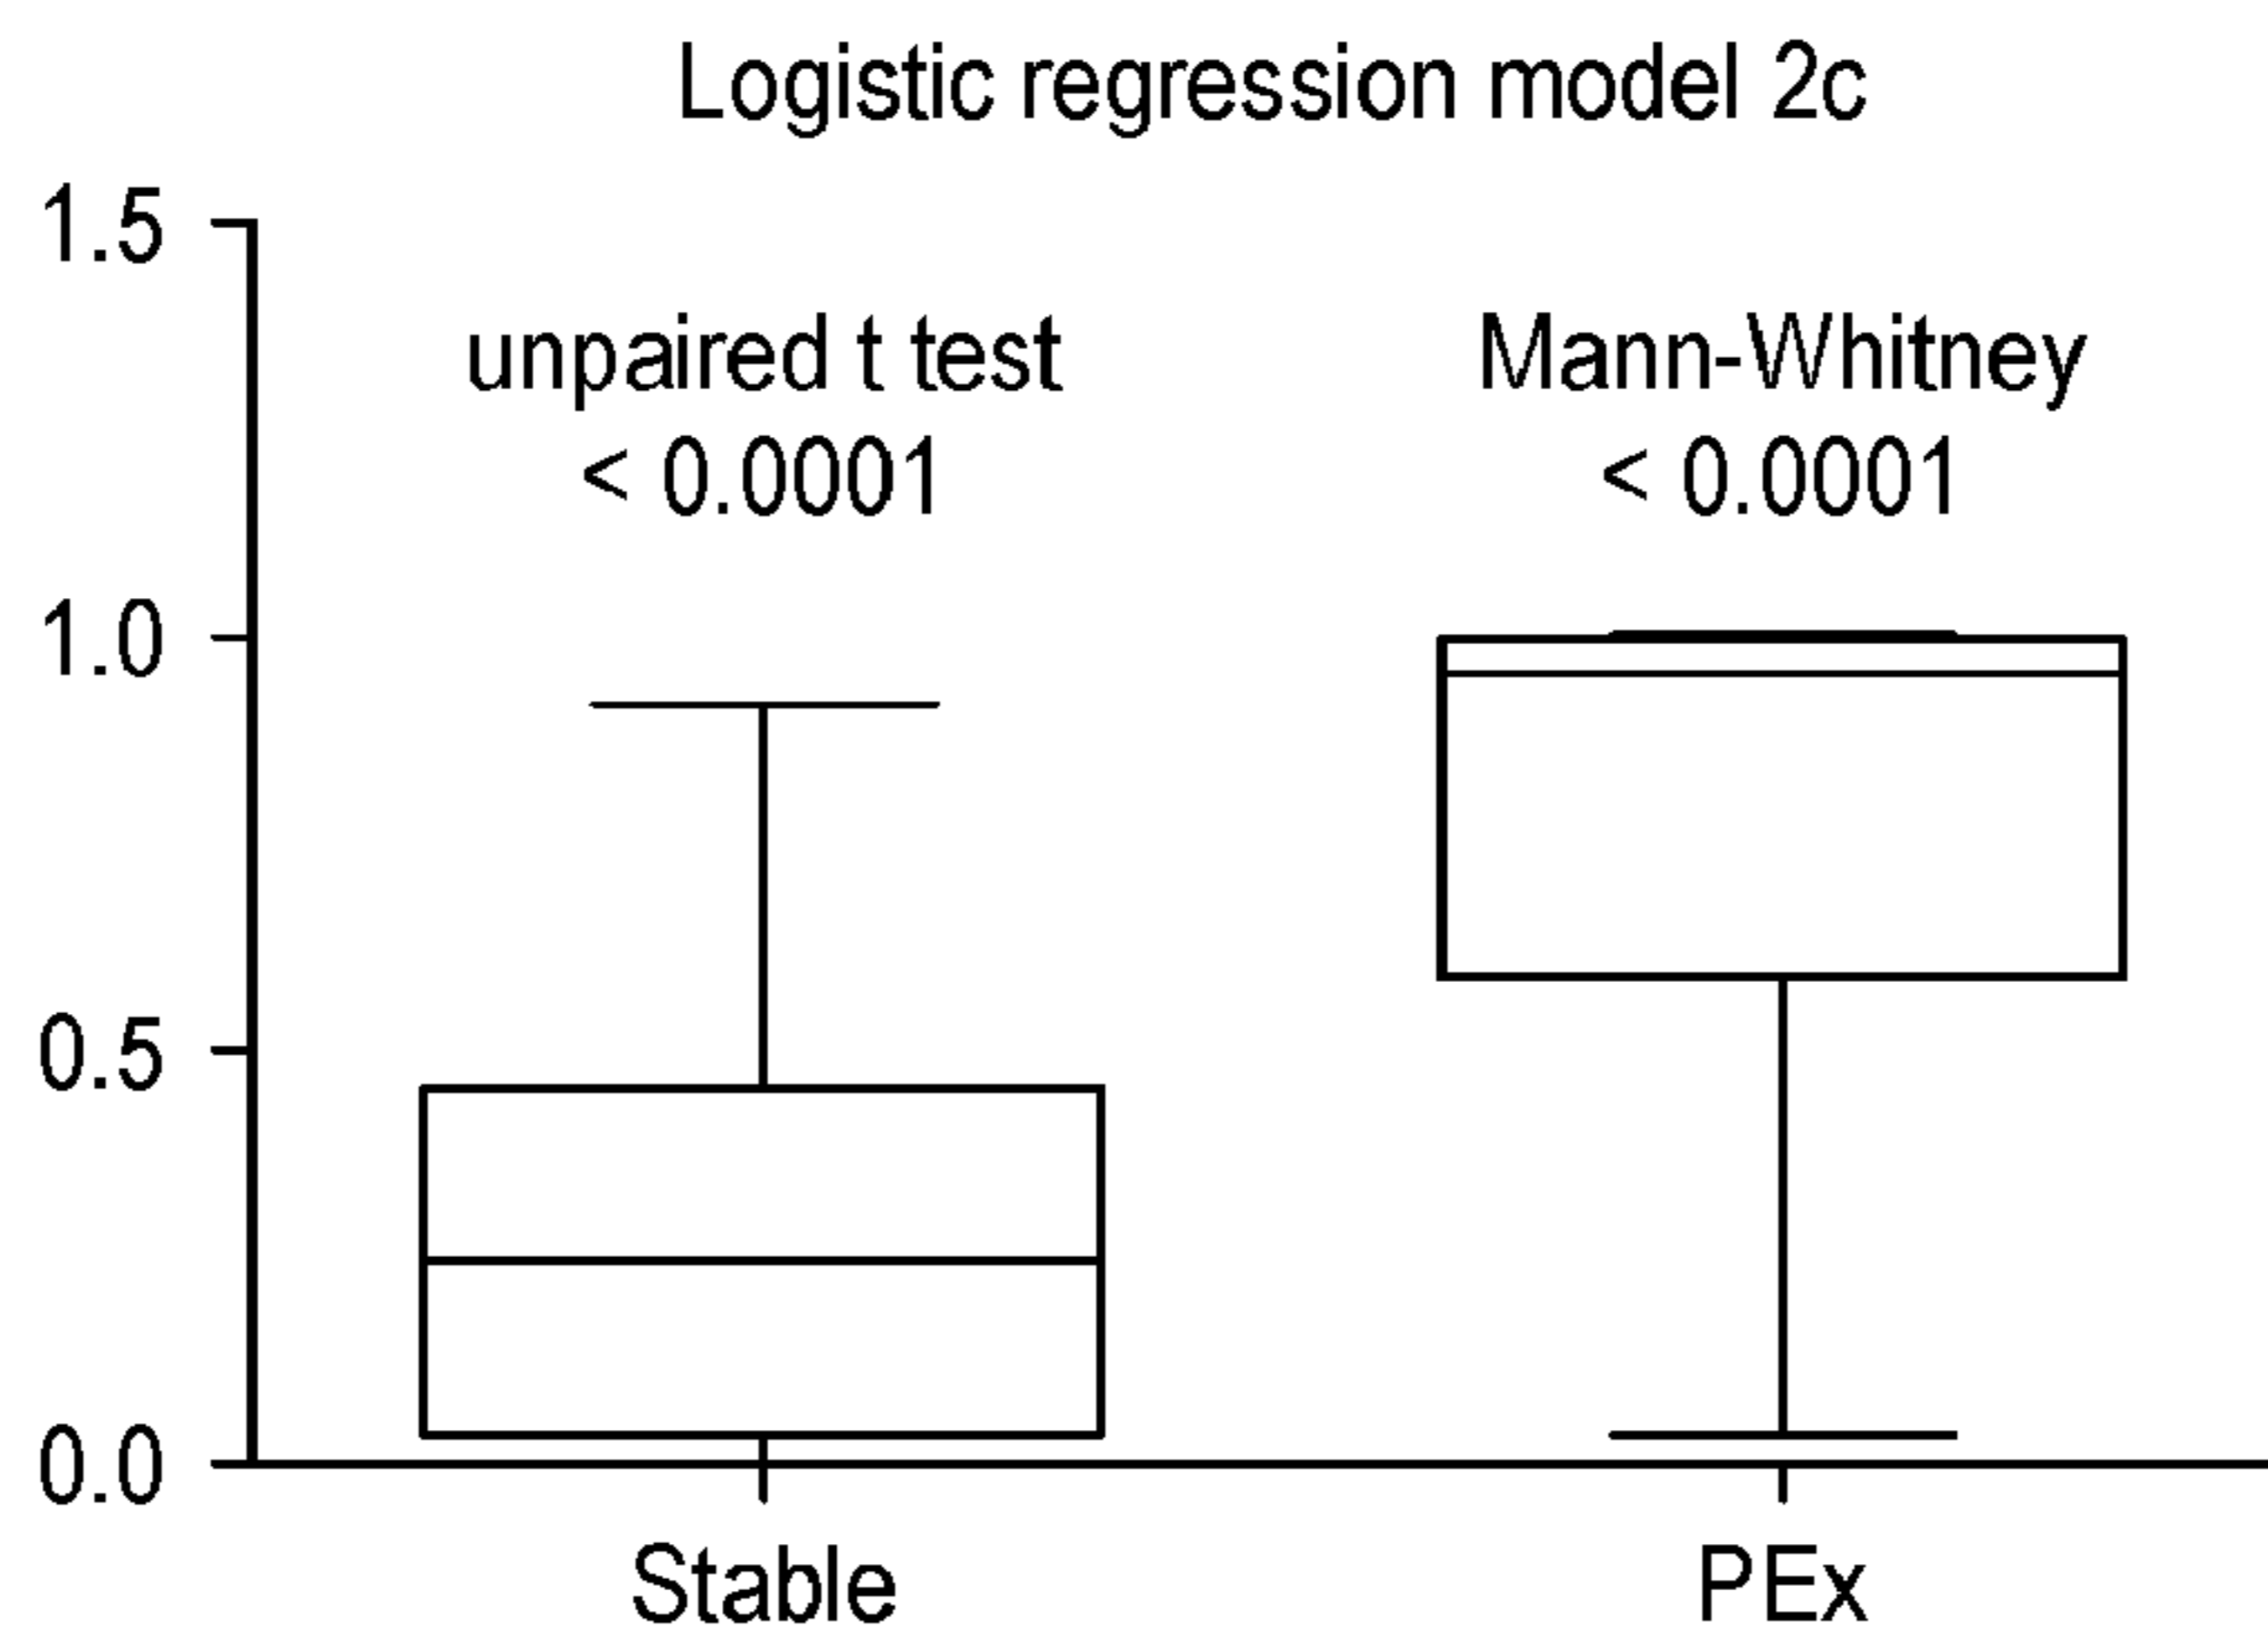 Logistic regression model 2c
1.5
unpaired t test
< 0.0001
Mann-Whitney
< 0.0001
1.0
0.5
0.0
Stable
PEx